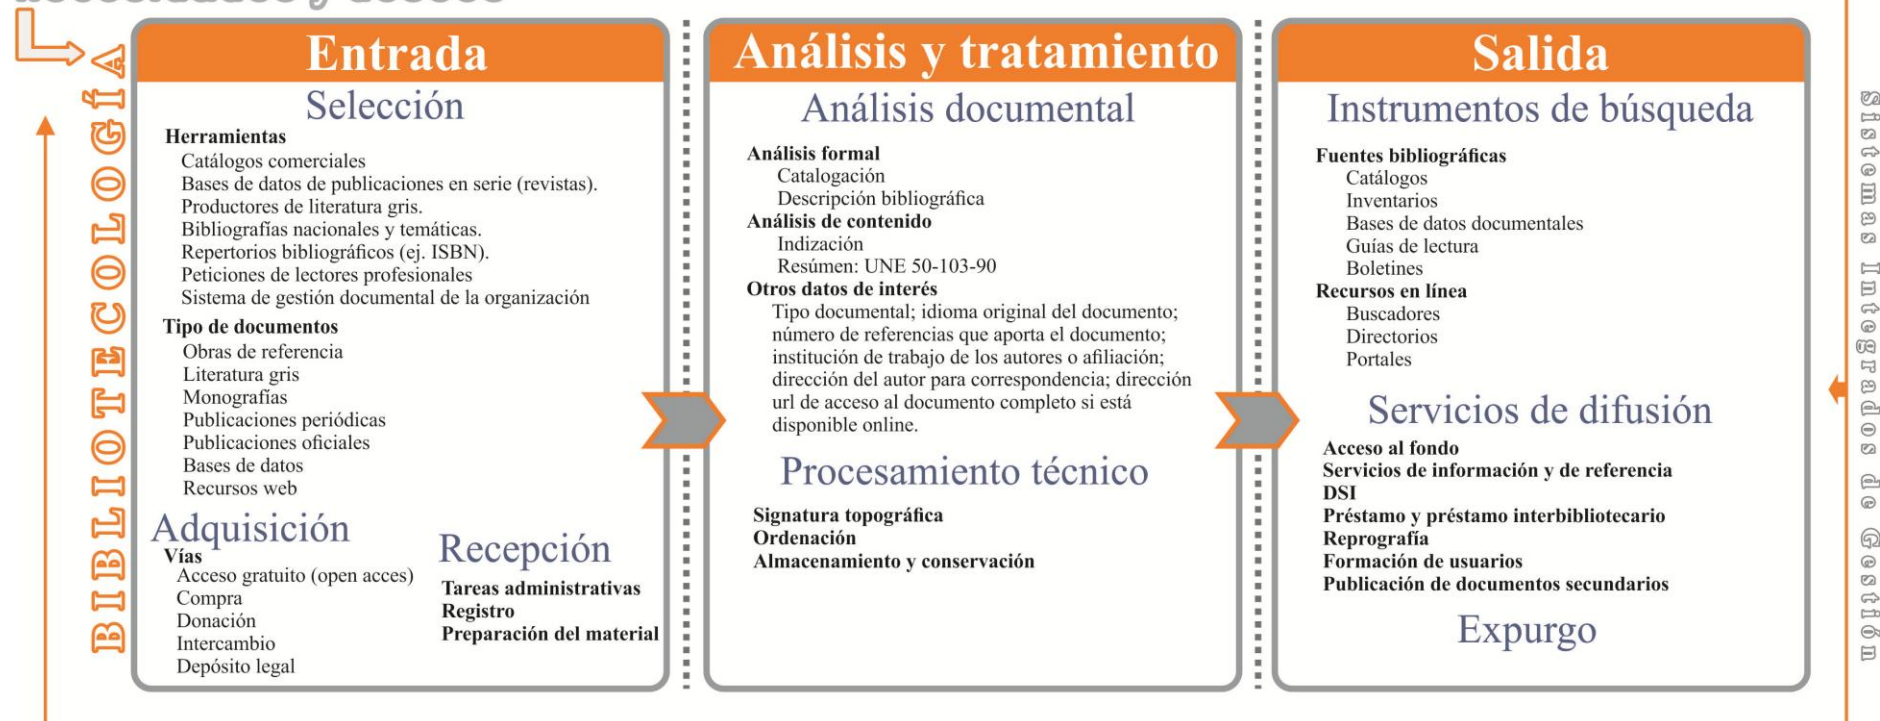 necesidades y deseos
BIBLIOTECOLOGÍA
Entrada
Selección
Herramientas
Catálogos comerciales
Bases de datos de publicaciones en serie (revistas).
Productores de literatura gris.
Bibliografías nacionales y temáticas.
Repertorios bibliográficos (ej. ISBN).
Peticiones de lectores profesionales
Sistema de gestión documental de la organización
Tipo de documentos
Obras de referencia
Literatura gris
Monografías
Publicaciones periódicas
Publicaciones oficiales
Bases de datos
Recursos web
Adquisición
Vías
Acceso gratuito (open acces)
Compra
Donación
Intercambio
Depósito legal
Recepción
Tareas administrativas
Registro
Preparación del material
Análisis y tratamiento
Análisis documental
Análisis formal
Catalogación
Descripción bibliográfica
Análisis de contenido
Indización
Resúmen: UNE 50-103-90
Otros datos de interés
Tipo documental; idioma original del documento;
número de referencias que aporta el documento;
institución de trabajo de los autores o afiliación;
dirección del autor para correspondencia; dirección
url de acceso al documento completo si está
disponible online.
Procesamiento técnico
Signatura topográfica
Ordenación
Almacenamiento y conservación
Salida
Instrumentos de búsqueda
Fuentes bibliográficas
Catálogos
Inventarios
Bases de datos documentales
Guías de lectura
Boletines
Recursos en línea
Buscadores
Directorios
Portales
Servicios de difusión
Acceso al fondo
Servicios de información y de referencia
DSI
Préstamo y préstamo interbibliotecario
Reprografía
Formación de usuarios
Publicación de documentos secundarios
Expurgo
Sistemas Integrados de Gestión